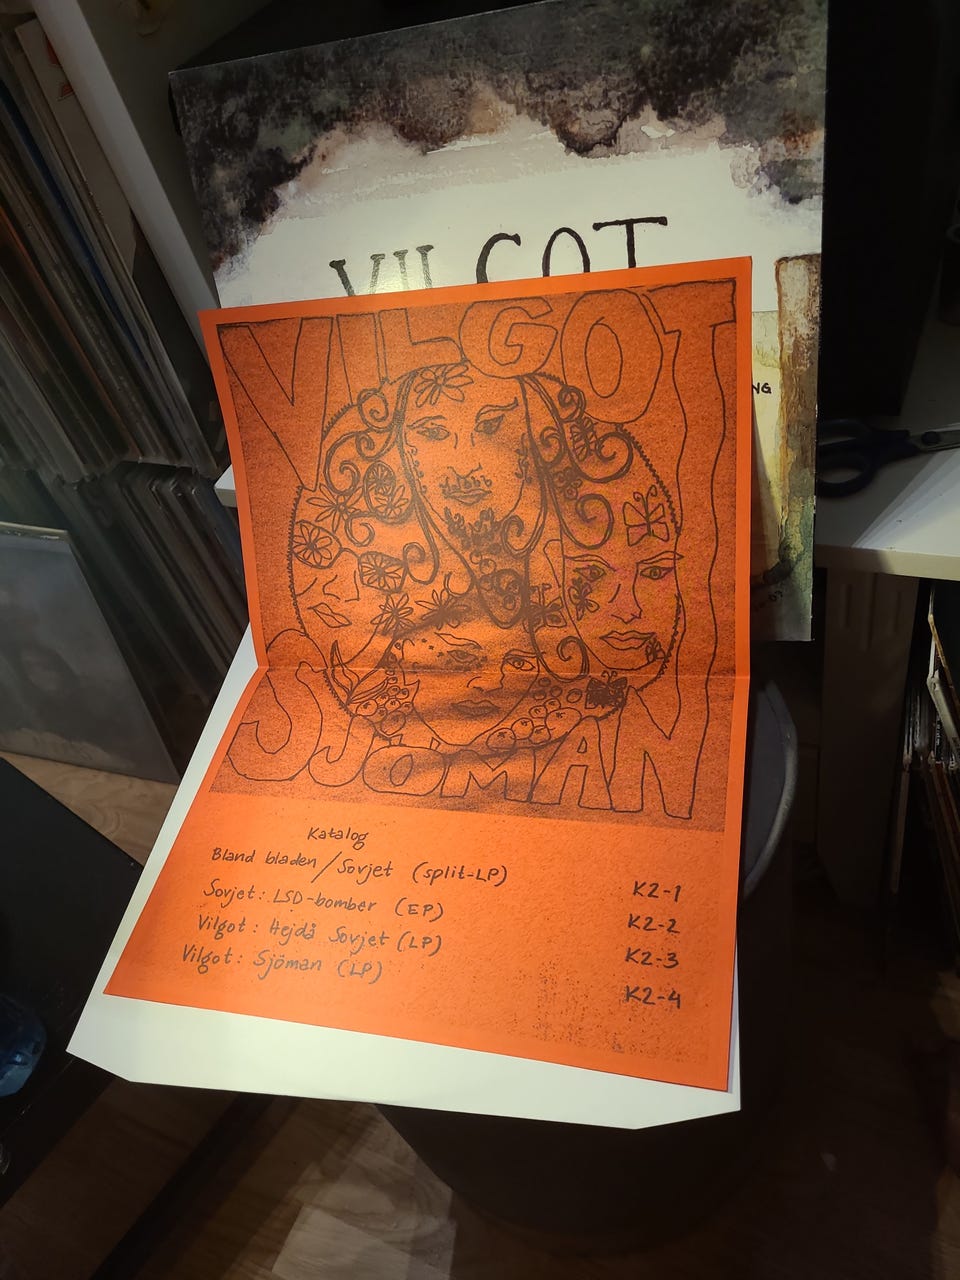 VILGOT
NG
VILGOT
SJÖMAN
Katalog
Bland bladen/Sovjet (split-LP) K2-1
Sovjet: LSD-bomber (EP) K2-2
Vilgot: Hejdå Sovjet (LP) K2-3
Vilgot: Sjöman (LP) K2-4